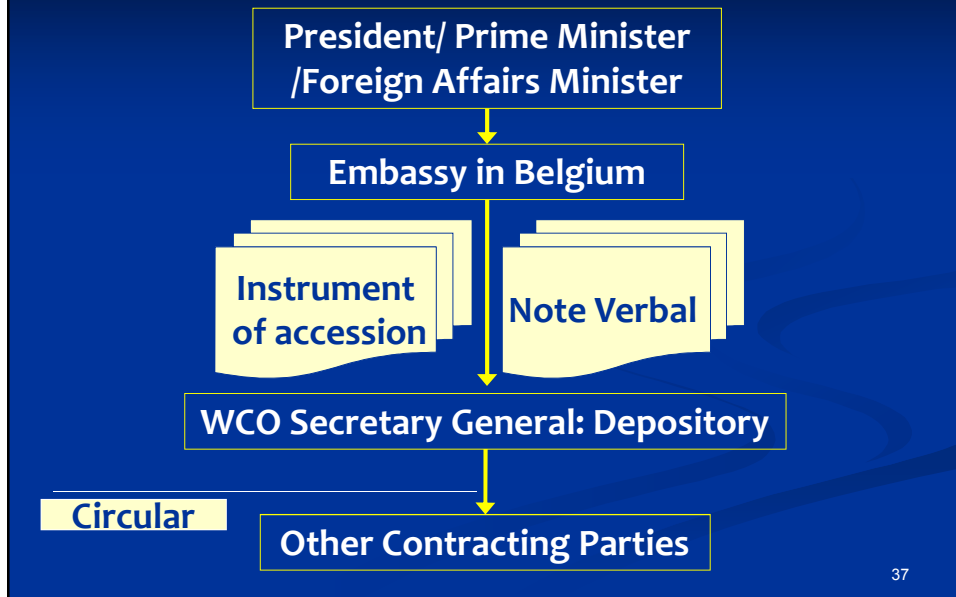 President/ Prime Minister
/Foreign Affairs Minister
Embassy in Belgium
Instrument
of accession
Note Verbal
WCO Secretary General: Depository
Circular
Other Contracting Parties
37